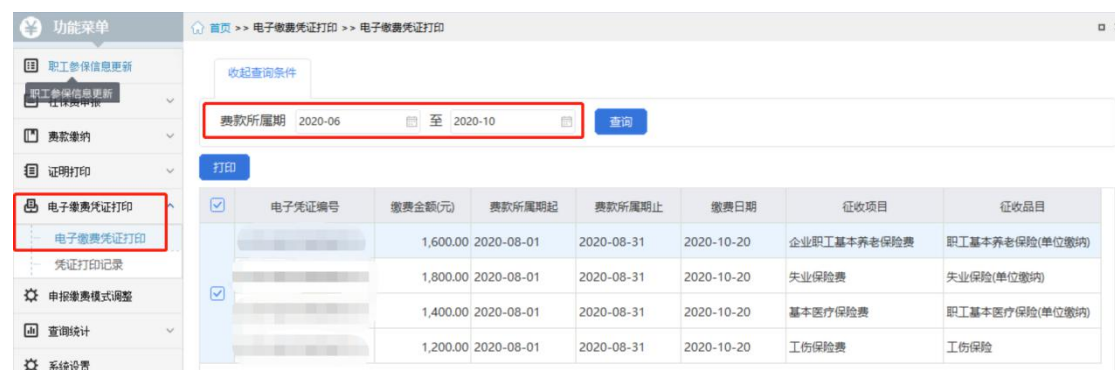 功能菜单
首页 >> 电子缴费凭证打印 >> 电子缴费凭证打印
职工参保信息更新
职工参保信息更新
社保费申报
费款缴纳
证明打印
电子缴费凭证打印
电子缴费凭证打印
凭证打印记录
申报缴费模式调整
查询统计
系统设置
收起查询条件
费款所属期 2020-06 至 2020-10 查询
打印
电子凭证编号 缴费金额(元) 费款所属期起 费款所属期止 缴费日期 征收项目 征收品目
1,600.00 2020-08-01 2020-08-31 2020-10-20 企业职工基本养老保险费 职工基本养老保险(单位缴纳)
1,800.00 2020-08-01 2020-08-31 2020-10-20 失业保险费 失业保险(单位缴纳)
1,400.00 2020-08-01 2020-08-31 2020-10-20 基本医疗保险费 职工基本医疗保险(单位缴纳)
1,200.00 2020-08-01 2020-08-31 2020-10-20 工伤保险费 工伤保险